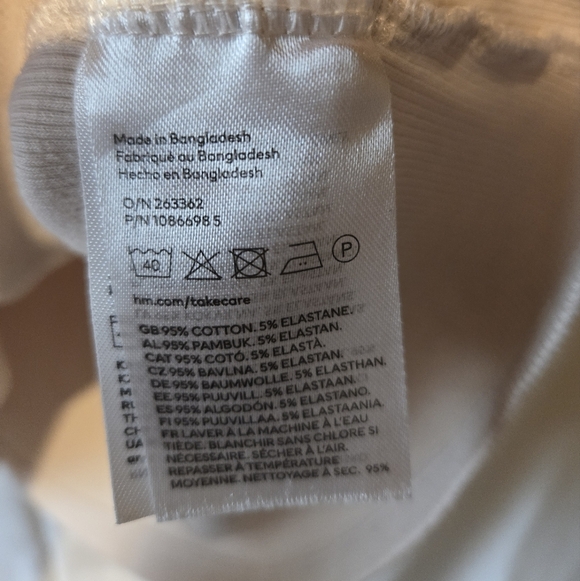 Made in Bangladesh
Fabriqué au Bangladesh
Hecho en Bangladesh
O/N 263362
P/N 1086698 5
40
P
hm.com/takecare
GB 95% COTTON. 5% ELASTANE.
AL 95% PAMBUK. 5% ELASTAN.
CAT 95% COTÓ. 5% ELASTÀ.
CZ 95% BAVLNA. 5% ELASTAN.
DE 95% BAUMWOLLE. 5% ELASTHAN.
EE 95% PUUVILL. 5% ELASTAAN.
ES 95% ALGODÓN. 5% ELASTANO.
FI 95% PUUVILLAA. 5% ELASTAANIA.
FR LAVER À LA MACHINE À L'EAU
TIÈDE. BLANCHIR SANS CHLORE SI
NÉCESSAIRE. SÉCHER À L'AIR.
REPASSER À TEMPÉRATURE
MOYENNE. NETTOYAGE À SEC. 95%